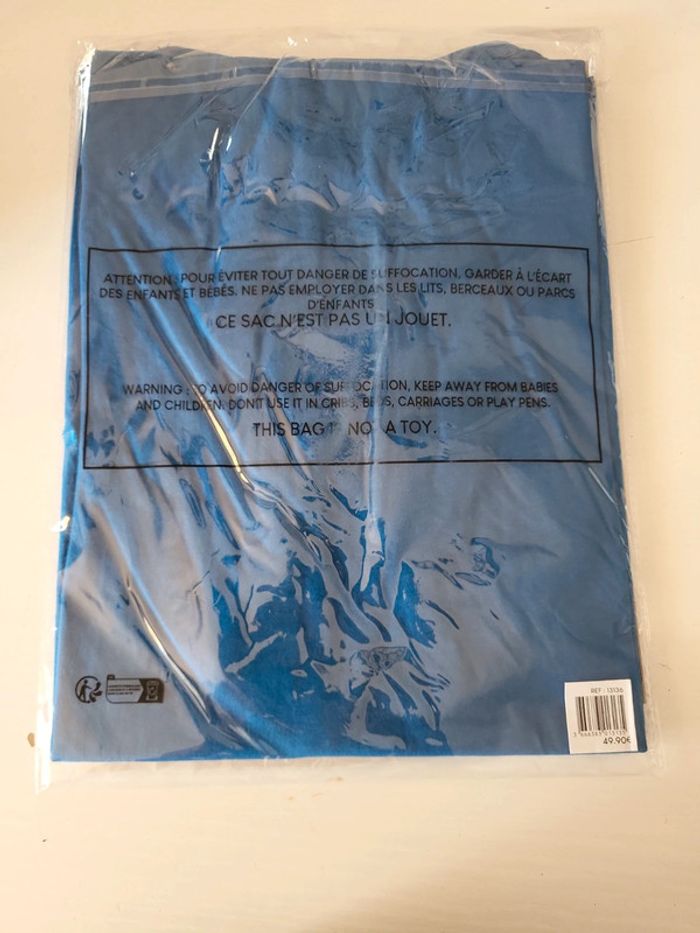 ATTENTION : POUR ÉVITER TOUT DANGER DE SUFFOCATION, GARDER À L'ÉCART
DES ENFANTS ET BÉBÉS. NE PAS EMPLOYER DANS LES LITS, BERCEAUX OU PARCS
D'ENFANTS
CE SAC N'EST PAS UN JOUET.
WARNING : TO AVOID DANGER OF SUFFOCATION, KEEP AWAY FROM BABIES
AND CHILDREN. DON'T USE IT IN CRIBS, BEDS, CARRIAGES OR PLAY PENS.
THIS BAG IS NOT A TOY.
REF : 13136
49.90€